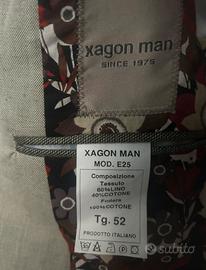 xagon man
SINCE 1975
XAGON MAN
MOD. E25
Composizione
Tessuto
60%LINO
40%COTONE
Fodera
100%COTONE
Tg. 52
PRODOTTO ITALIANO
subito